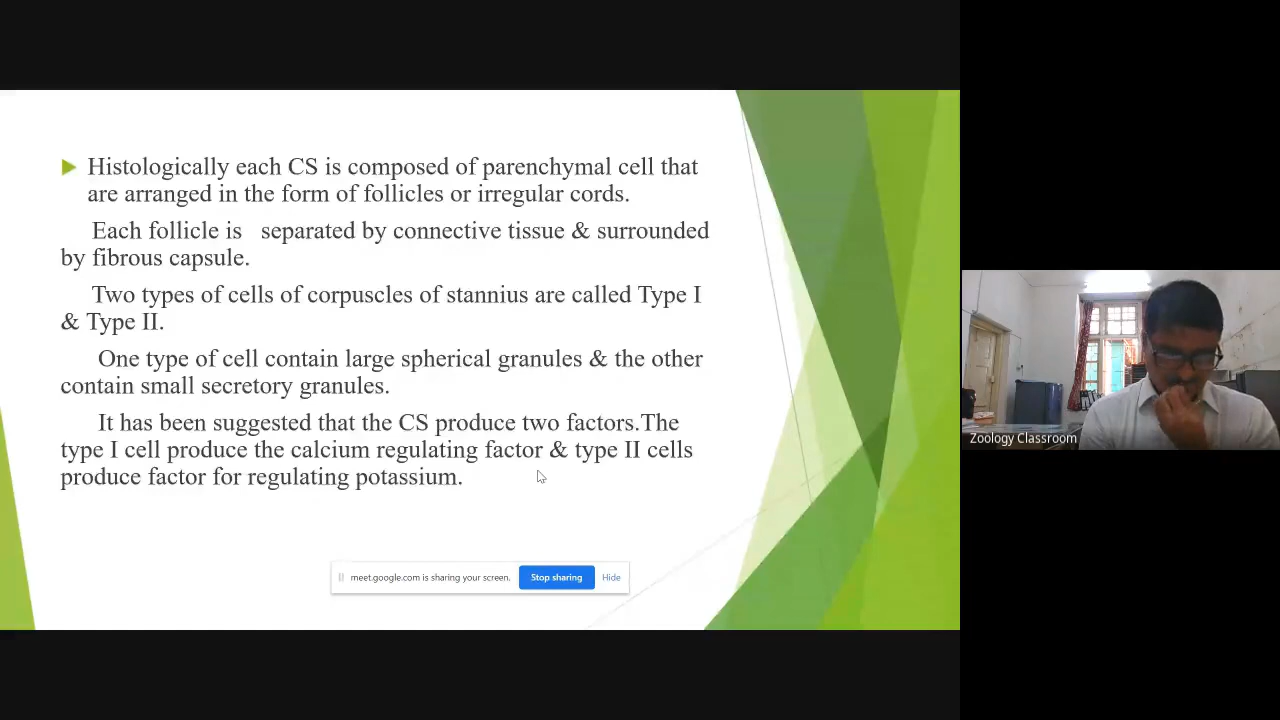 Histologically each CS is composed of parenchymal cell that
are arranged in the form of follicles or irregular cords.
Each follicle is separated by connective tissue & surrounded
by fibrous capsule.
Two types of cells of corpuscles of stannius are called Type I
& Type II.
One type of cell contain large spherical granules & the other
contain small secretory granules.
It has been suggested that the CS produce two factors.The
type I cell produce the calcium regulating factor & type II cells
produce factor for regulating potassium.
meet.google.com is sharing your screen. Stop sharing Hide
Zoology Classroom